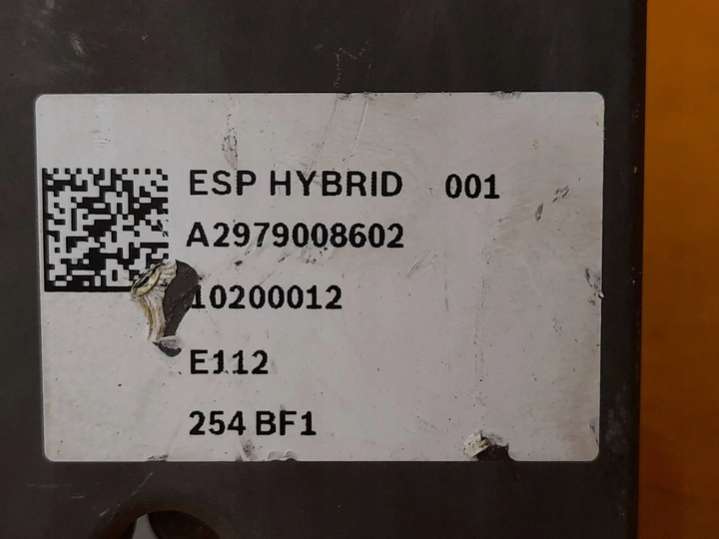 ESP HYBRID 001
A2979008602
10200012
E112
254 BF1